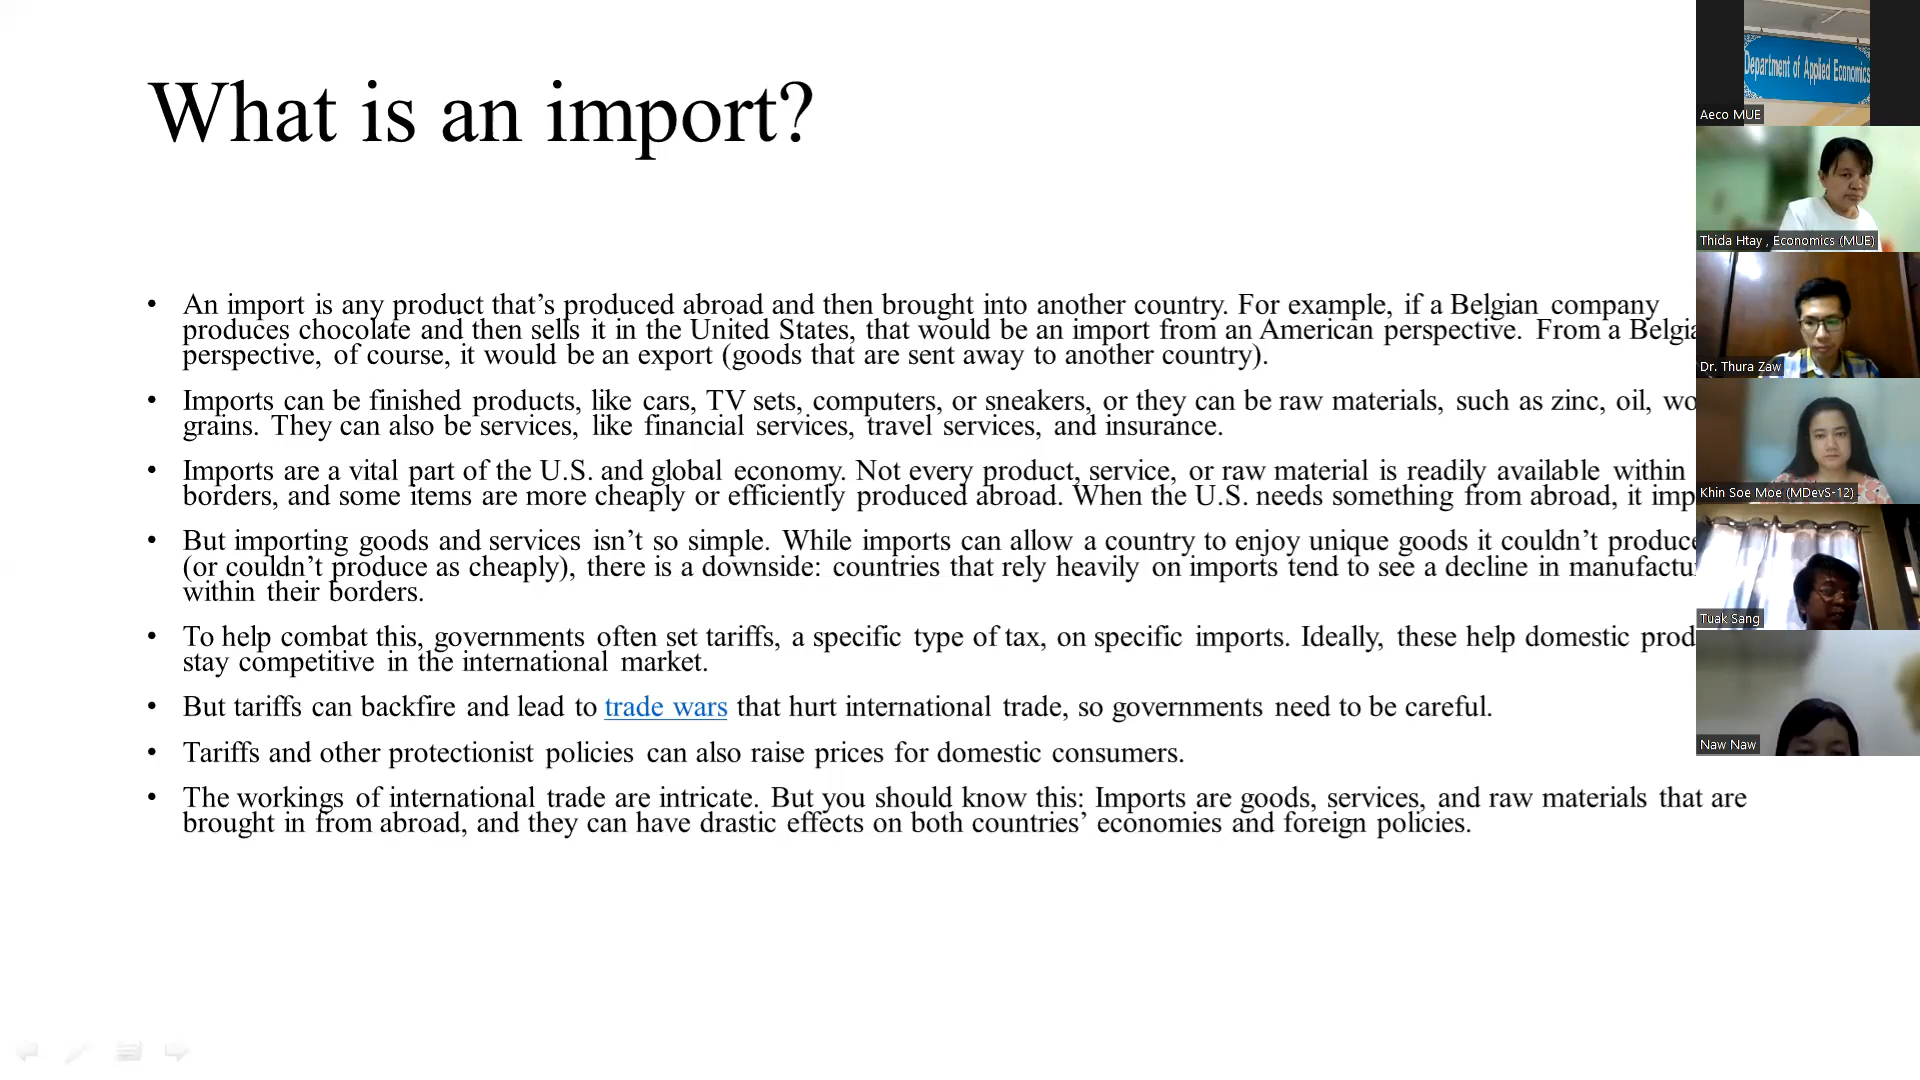 What is an import?
• An import is any product that’s produced abroad and then brought into another country. For example, if a Belgian company
produces chocolate and then sells it in the United States, that would be an import from an American perspective. From a
perspective, of course, it would be an export (goods that are sent away to another country).
• Imports can be finished products, like cars, TV sets, computers, or sneakers, or they can be raw materials, such as zinc, oil,
grains. They can also be services, like financial services, travel services, and insurance.
• Imports are a vital part of the U.S. and global economy. Not every product, service, or raw material is readily available within
borders, and some items are more cheaply or efficiently produced abroad. When the U.S. needs something from abroad, it
• But importing goods and services isn’t so simple. While imports can allow a country to enjoy unique goods it couldn’t produce
(or couldn’t produce as cheaply), there is a downside: countries that rely heavily on imports tend to see a decline in
within their borders.
• To help combat this, governments often set tariffs, a specific type of tax, on specific imports. Ideally, these help domestic
stay competitive in the international market.
• But tariffs can backfire and lead to trade wars that hurt international trade, so governments need to be careful.
• Tariffs and other protectionist policies can also raise prices for domestic consumers.
• The workings of international trade are intricate. But you should know this: Imports are goods, services, and raw materials that are
brought in from abroad, and they can have drastic effects on both countries’ economies and foreign policies.
Department of Applied Economics
Aeco MUE
Thida Htay , Economics (MUE)
Dr. Thura Zaw
Khin Soe Moe (MDevS-12)
Tuak Sang
Naw Naw